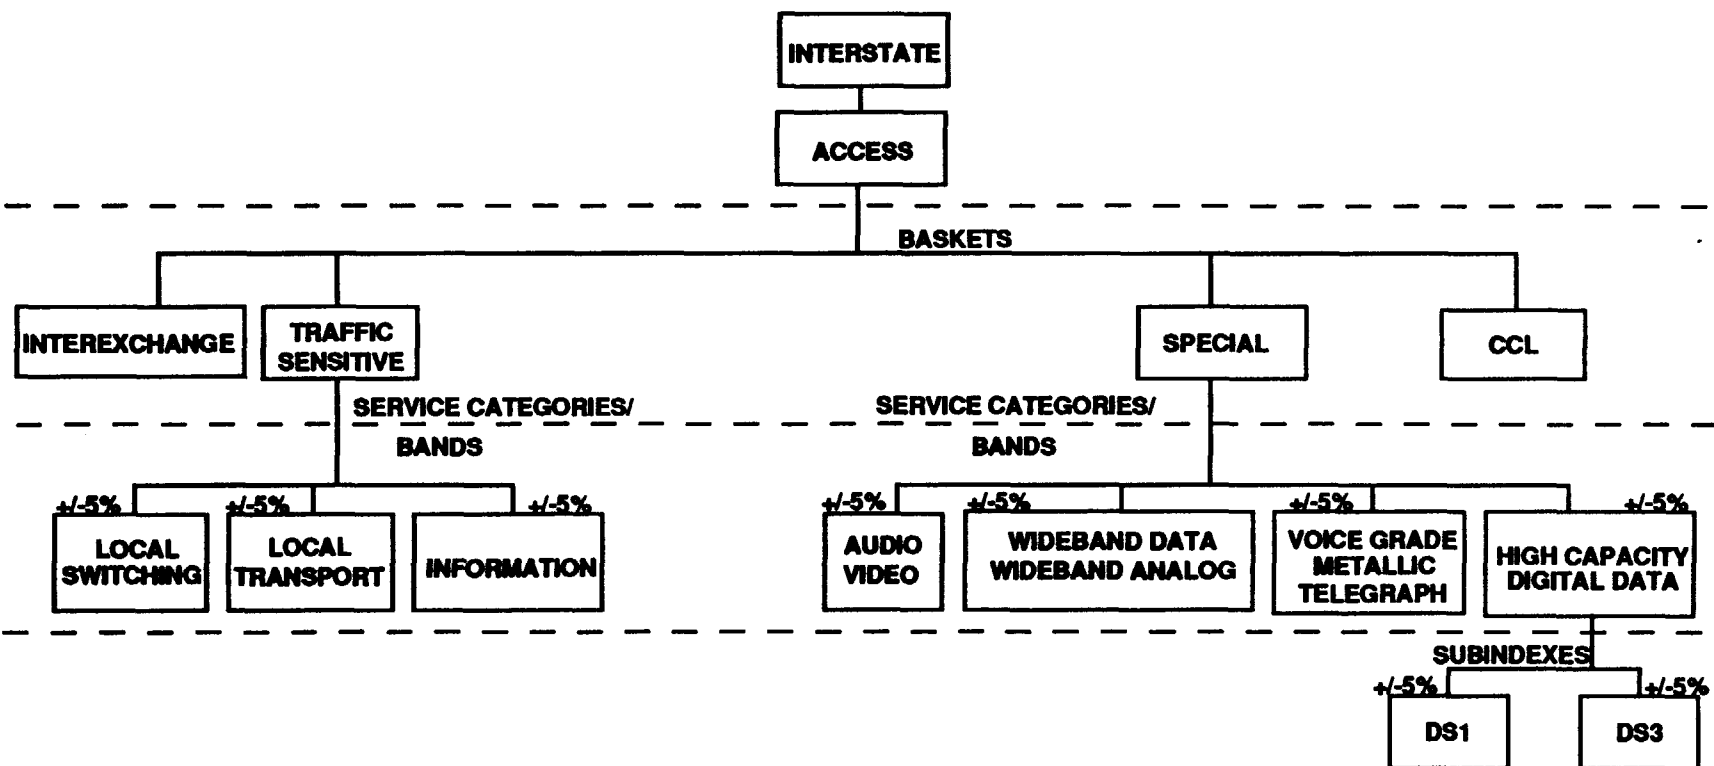 INTERSTATE
ACCESS
BASKETS
INTEREXCHANGE
TRAFFIC
SENSITIVE
SPECIAL
CCL
SERVICE CATEGORIES/
BANDS
SERVICE CATEGORIES/
BANDS
+/-5%
LOCAL
SWITCHING
+/-5%
LOCAL
TRANSPORT
+/-5%
INFORMATION
+/-5%
AUDIO
VIDEO
+/-5%
WIDEBAND DATA
WIDEBAND ANALOG
+/-5%
VOICE GRADE
METALLIC
TELEGRAPH
+/-5%
HIGH CAPACITY
DIGITAL DATA
SUBINDEXES
+/-5%
DS1
+/-5%
DS3